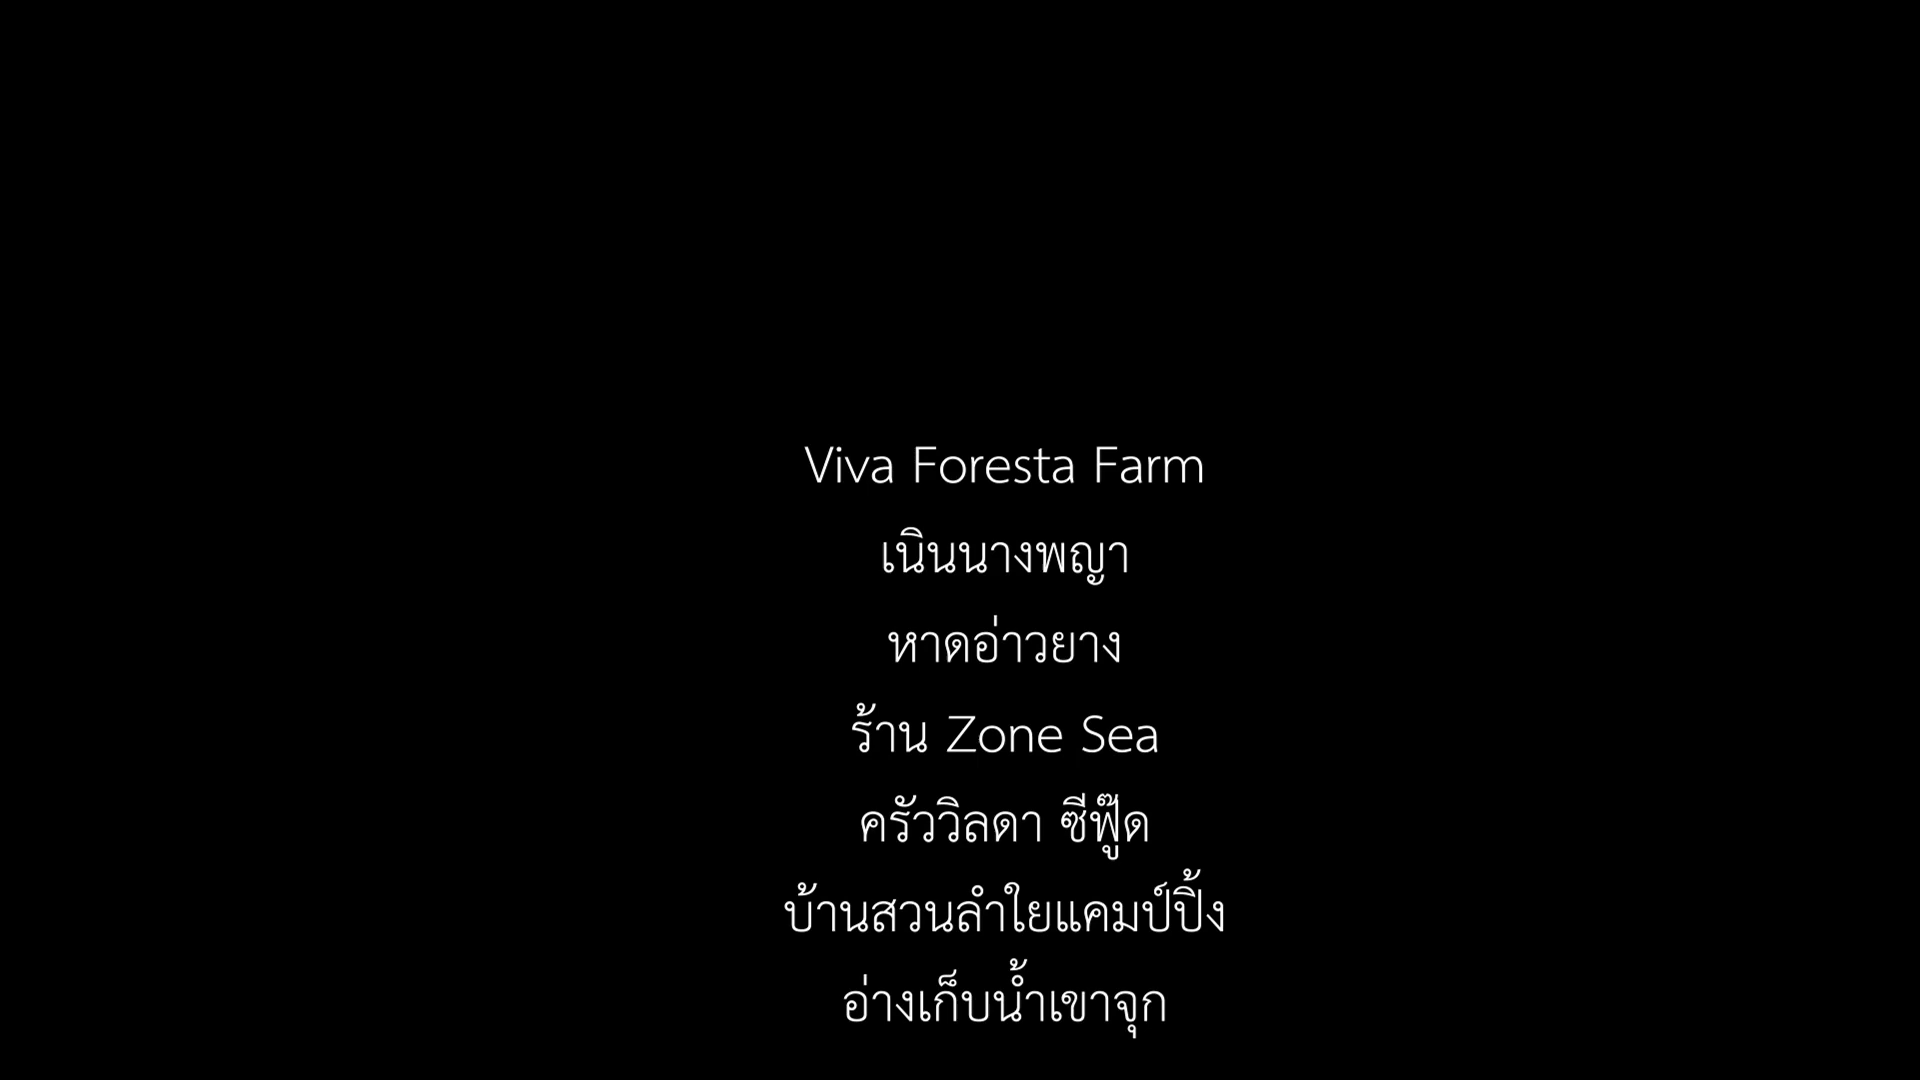 Viva Foresta Farm
เนินนางพญา
หาดอ่าวยาง
ร้าน Zone Sea
ครัววิลดา ซีฟู๊ด
บ้านสวนลำใยแคมป์ปิ้ง
อ่างเก็บน้ำเขาจุก